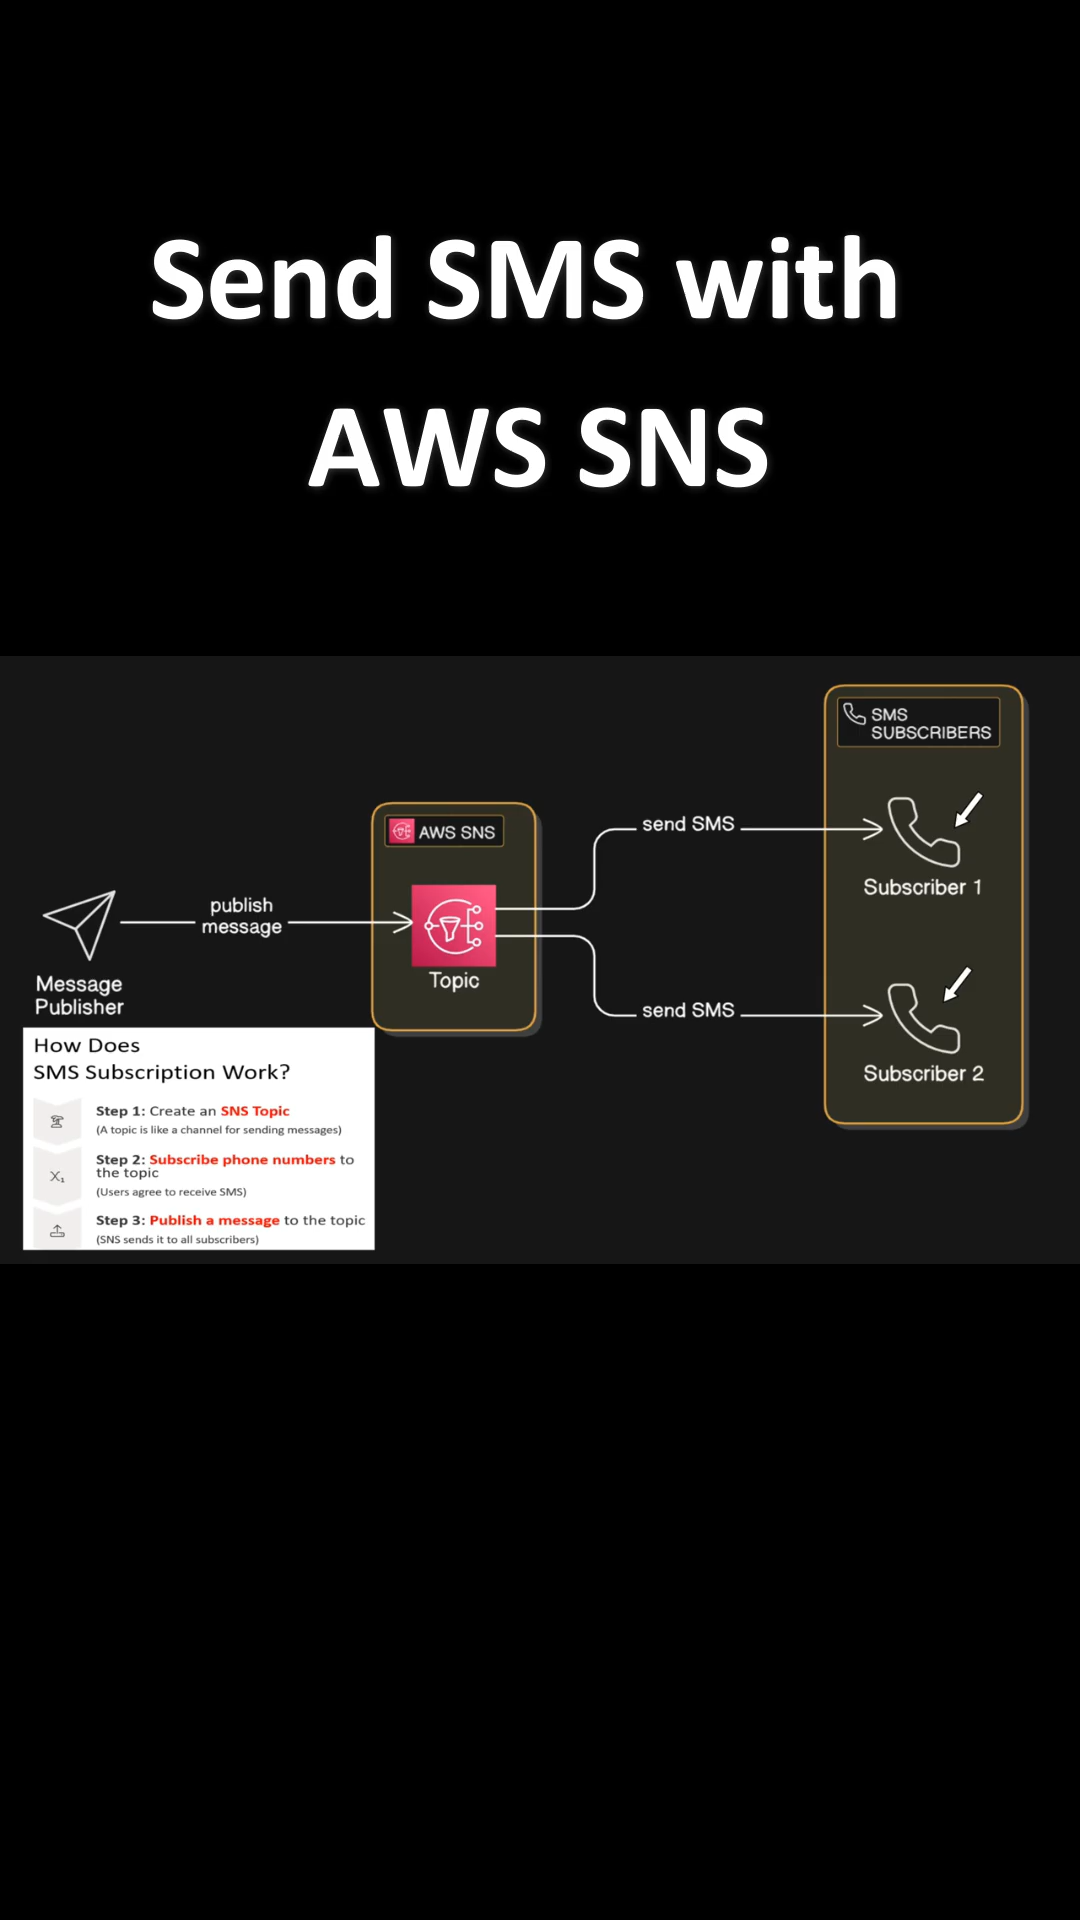 Send SMS with
AWS SNS
SMS
SUBSCRIBERS
AWS SNS
send SMS
Subscriber 1
publish
message
Topic
Message
Publisher
send SMS
Subscriber 2
How Does
SMS Subscription Work?
Step 1: Create an SNS Topic
(A topic is like a channel for sending messages)
Step 2: Subscribe phone numbers to
the topic
(Users agree to receive SMS)
X₁
Step 3: Publish a message to the topic
(SNS sends it to all subscribers)